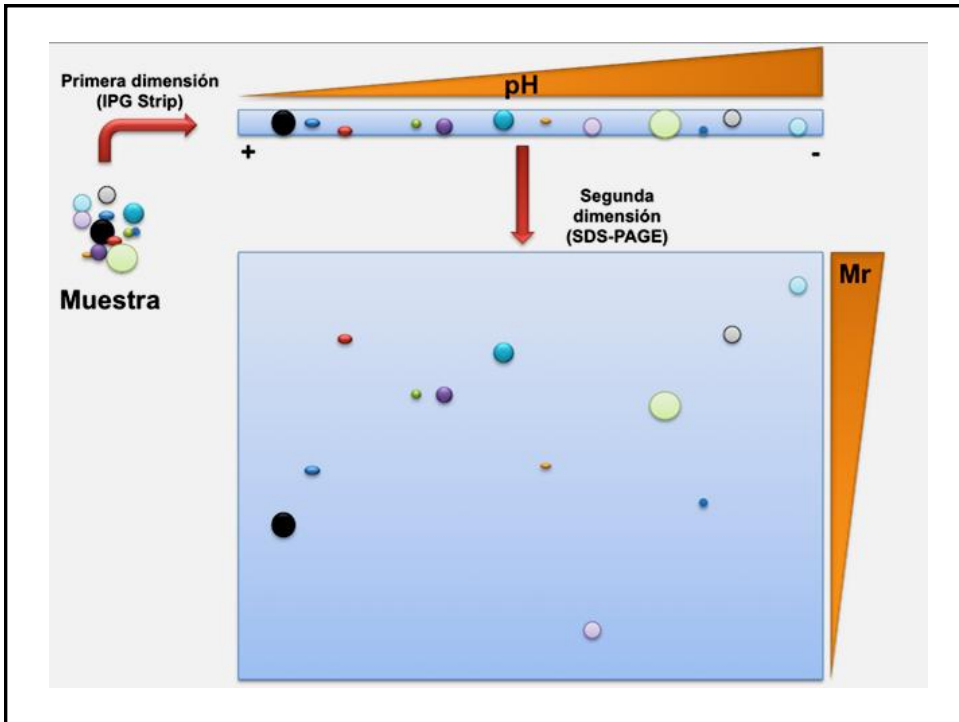 Primera dimensión
(IPG Strip)
pH
+
-
Segunda
dimensión
(SDS-PAGE)
Muestra
Mr